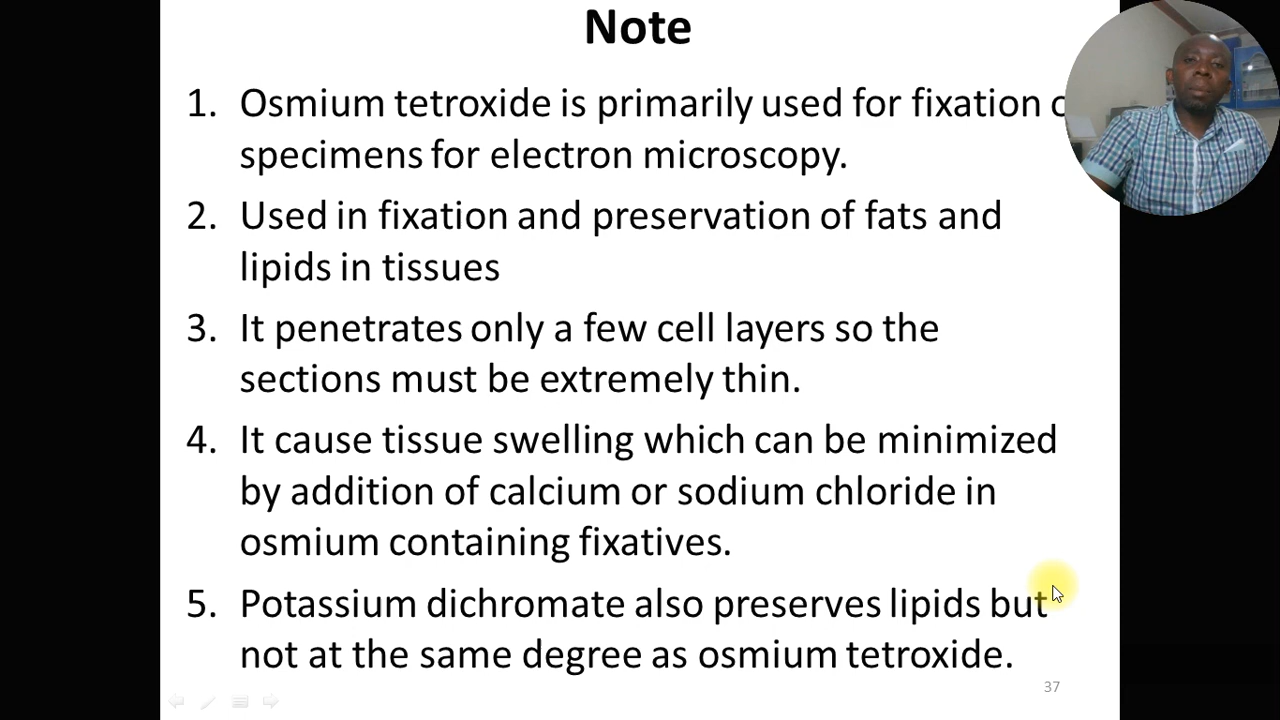 Note
1. Osmium tetroxide is primarily used for fixation
specimens for electron microscopy.
2. Used in fixation and preservation of fats and
lipids in tissues
3. It penetrates only a few cell layers so the
sections must be extremely thin.
4. It cause tissue swelling which can be minimized
by addition of calcium or sodium chloride in
osmium containing fixatives.
5. Potassium dichromate also preserves lipids but
not at the same degree as osmium tetroxide.
37